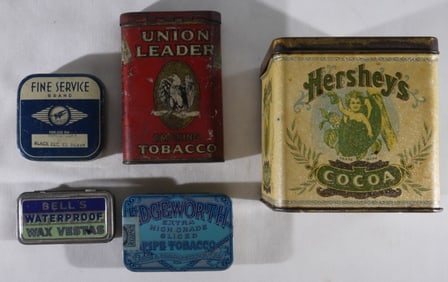 FINE SERVICE
BRAND
UNION
LEADER
SMOKING
TOBACCO
Hershey's
COCOA
BELL'S
WATERPROOF
WAX VESTAS
EDGEWORTH
EXTRA
HIGH GRADE
SLICED
PIPE TOBACCO